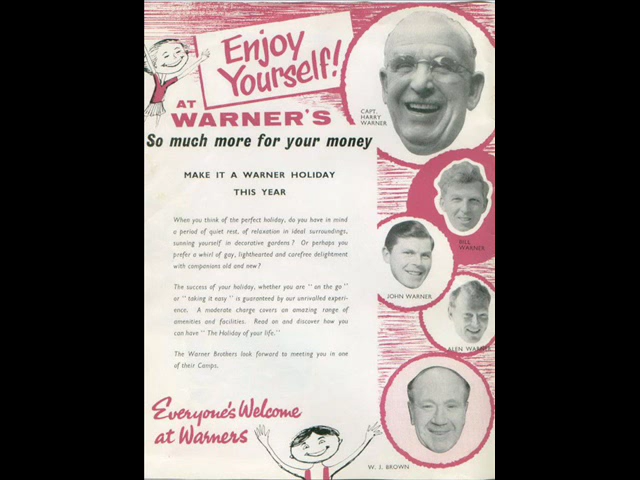 Enjoy
Yourself!
AT
WARNER'S
So much more for your money
MAKE IT A WARNER HOLIDAY
THIS YEAR
When you think of the perfect holiday, do you have in mind
a period of quiet rest, of relaxation in ideal surroundings,
sunning yourself in decorative gardens? Or perhaps you
prefer a whirl of gay, lighthearted and carefree delightment
with companions old and new?
The success of your holiday, whether you are "on the go"
or "taking it easy" is guaranteed by our unrivalled experi-
ence. A moderate charge covers an amazing range of
amenities and facilities. Read on and discover how you
can have "The Holiday of your life."
The Warner Brothers look forward to meeting you in one
of their Camps.
Everyone's Welcome
at Warners
CAPT.
HARRY
WARNER
BILL
WARNER
JOHN WARNER
ALEN WARNER
W. J. BROWN